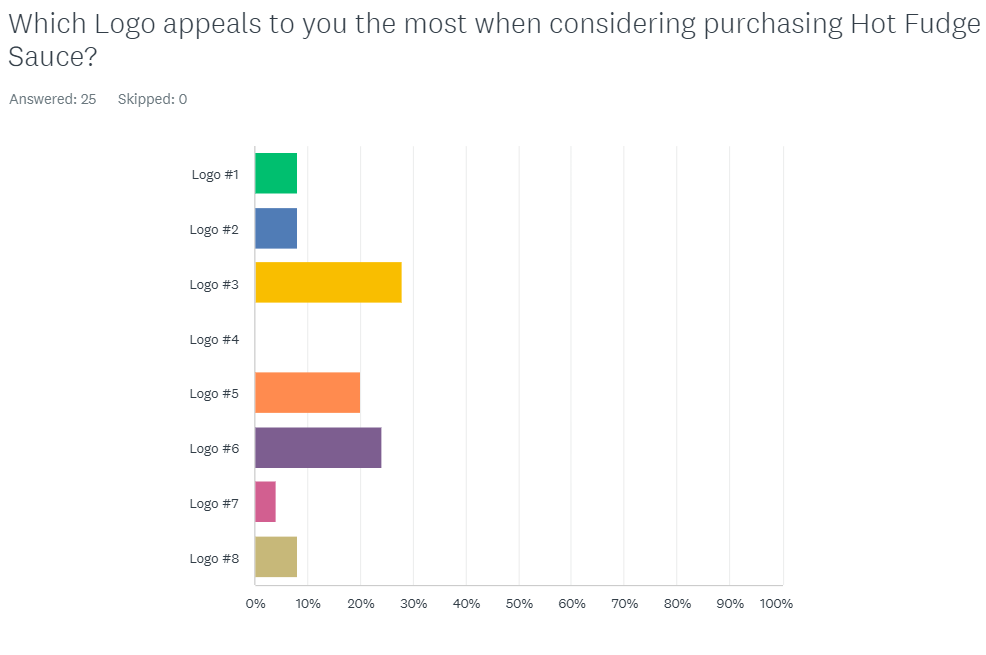 Which Logo appeals to you the most when considering purchasing Hot Fudge
Sauce?
Answered: 25 Skipped: 0
Logo #1
Logo #2
Logo #3
Logo #4
Logo #5
Logo #6
Logo #7
Logo #8
0% 10% 20% 30% 40% 50% 60% 70% 80% 90% 100%